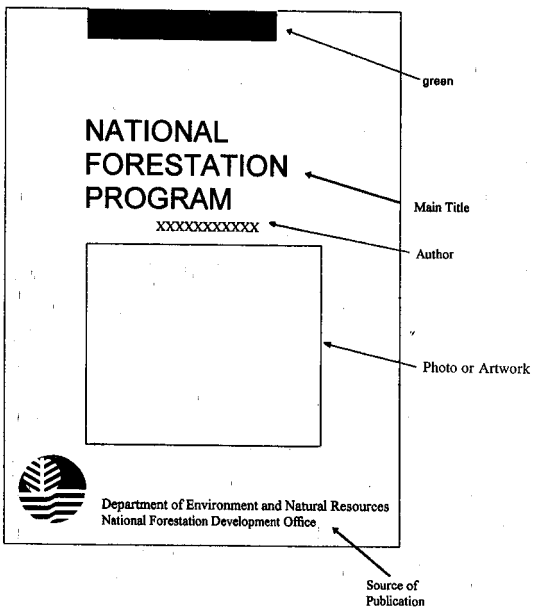 green
NATIONAL
FORESTATION
PROGRAM
Main Title
XXXXXXXXXXX
Author
Photo or Artwork
Department of Environment and Natural Resources
National Forestation Development Office
Source of
Publication